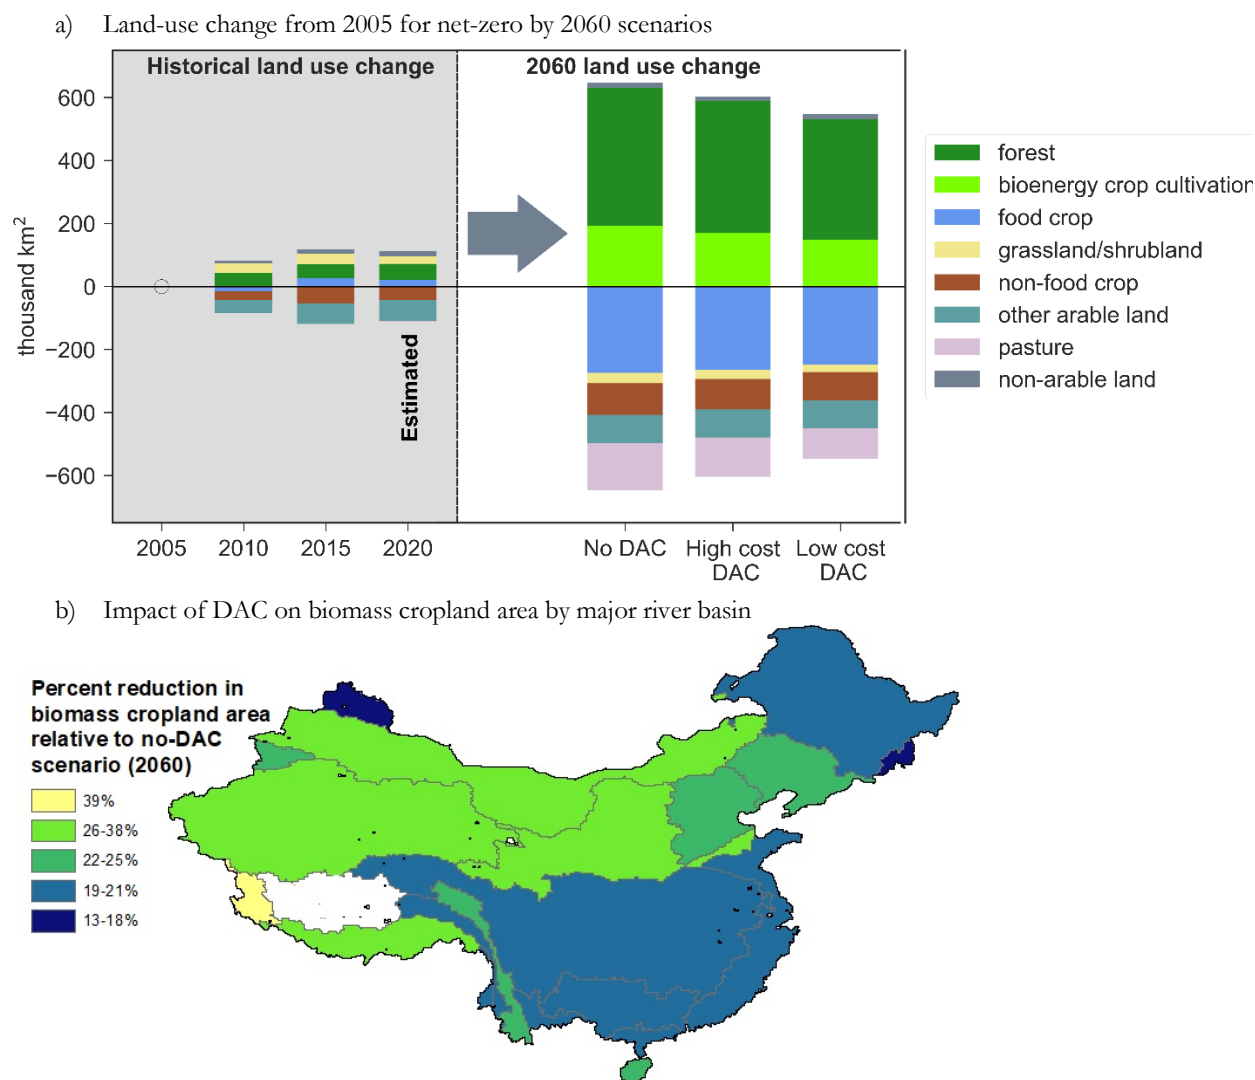 a) Land-use change from 2005 for net-zero by 2060 scenarios
Historical land use change
2060 land use change
thousand km2
600
400
200
0
−200
−400
−600
Estimated
2005
2010
2015
2020
No DAC
High cost
DAC
Low cost
DAC
forest
bioenergy crop cultivation
food crop
grassland/shrubland
non-food crop
other arable land
pasture
non-arable land
b) Impact of DAC on biomass cropland area by major river basin
Percent reduction in
biomass cropland area
relative to no-DAC
scenario (2060)
39%
26-38%
22-25%
19-21%
13-18%